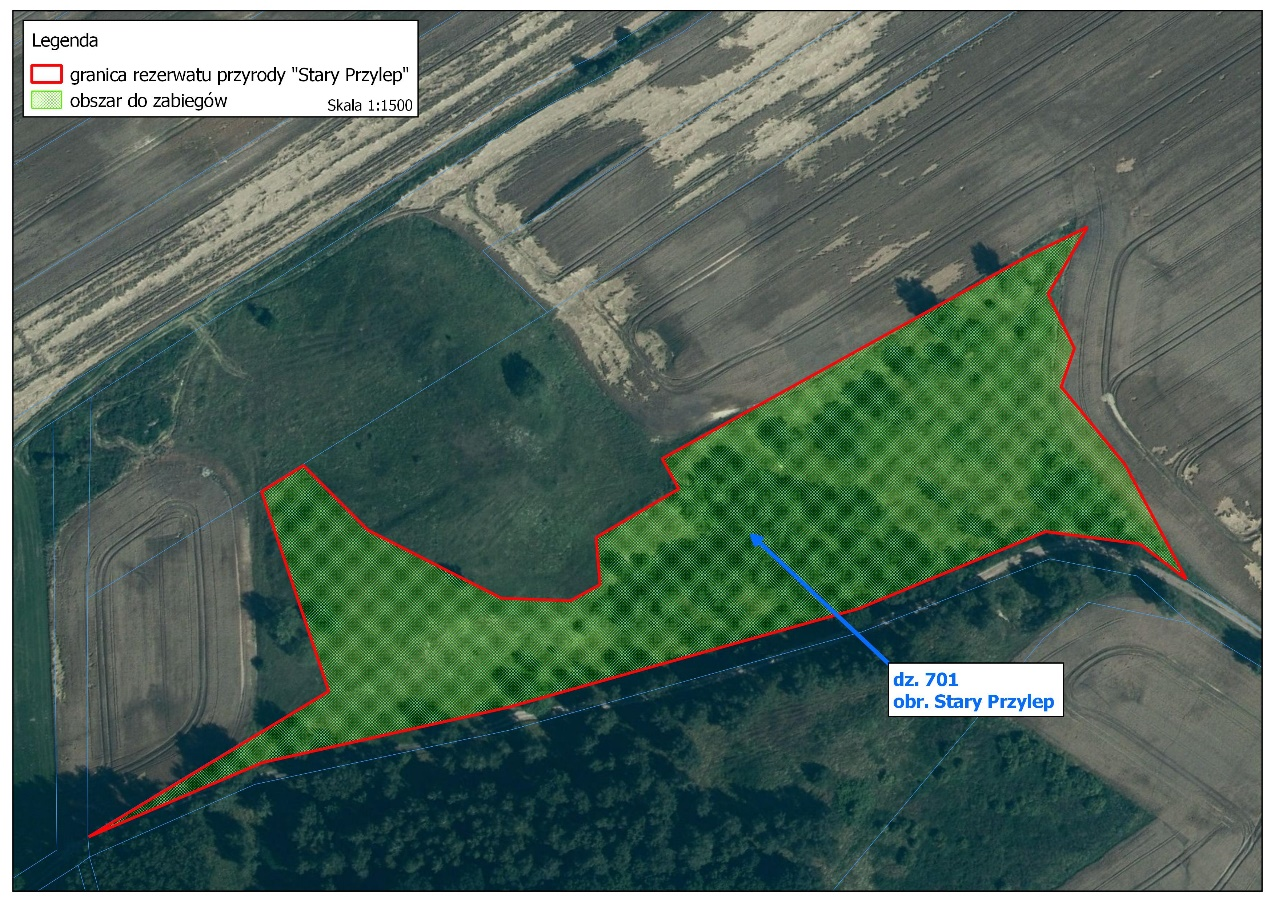 Legenda
granica rezerwatu przyrody "Stary Przylep"
obszar do zabiegów
Skala 1:1500
dz. 701
obr. Stary Przylep